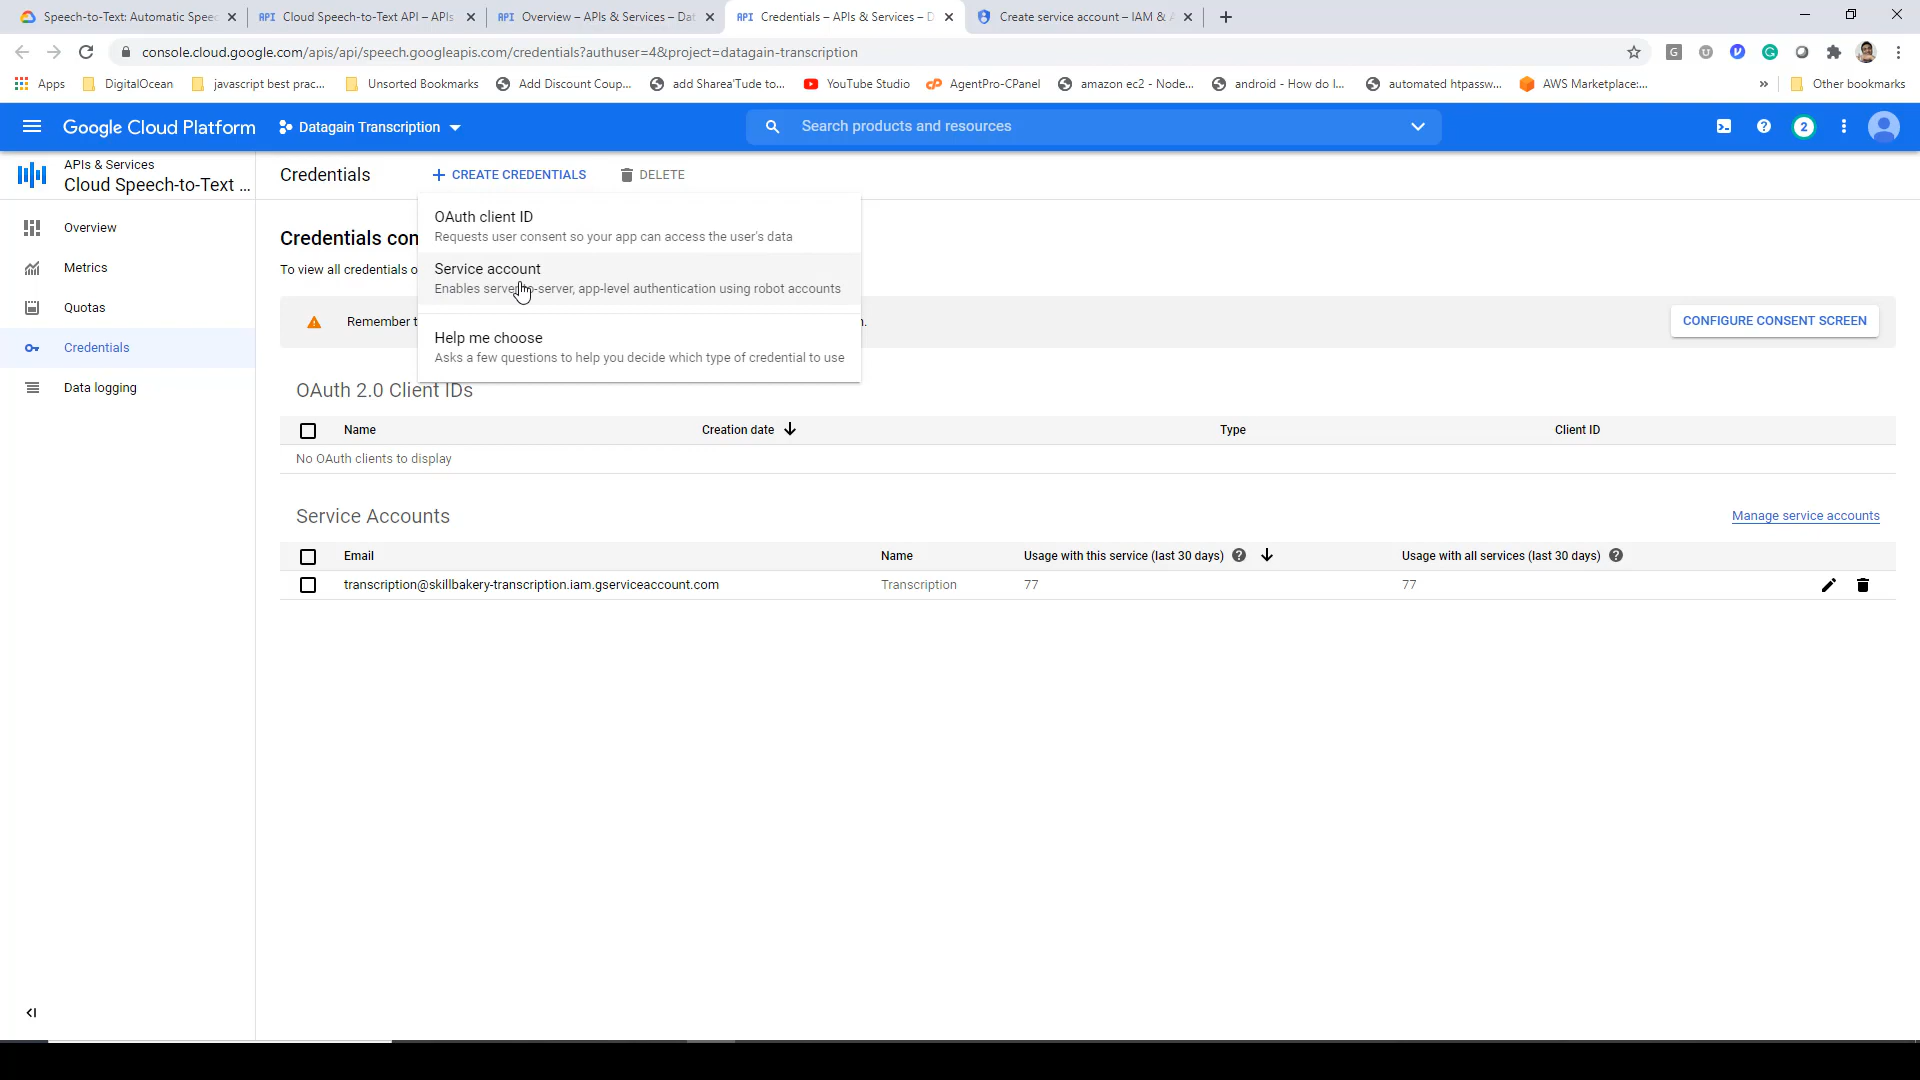 Speech-to-Text: Automatic Spee
Cloud Speech-to-Text API – APIs
Overview – APIs & Services – Dat
Credentials – APIs & Services – D
Create service account – IAM & A
console.cloud.google.com/apis/api/speech.googleapis.com/credentials?authuser=4&project=datagain-transcription
Apps
DigitalOcean
javascript best prac...
Unsorted Bookmarks
Add Discount Coup...
add Sharea'Tude to...
YouTube Studio
AgentPro-CPanel
amazon ec2 - Node...
android - How do I...
automated htpassw...
AWS Marketplace:...
»
Other bookmarks
Google Cloud Platform
Datagain Transcription
Search products and resources
2
API APIs & Services
Cloud Speech-to-Text ...
Credentials
+ CREATE CREDENTIALS
DELETE
Overview
Metrics
Quotas
Credentials
Data logging
OAuth client ID
Requests user consent so your app can access the user's data
Service account
Enables server-to-server, app-level authentication using robot accounts
Help me choose
Asks a few questions to help you decide which type of credential to use
Credentials con
To view all credentials o
Remember t
n.
CONFIGURE CONSENT SCREEN
OAuth 2.0 Client IDs
Name
Creation date
Type
Client ID
No OAuth clients to display
Service Accounts
Manage service accounts
Email
Name
Usage with this service (last 30 days)
Usage with all services (last 30 days)
transcription@skillbakery-transcription.iam.gserviceaccount.com
Transcription
77
77